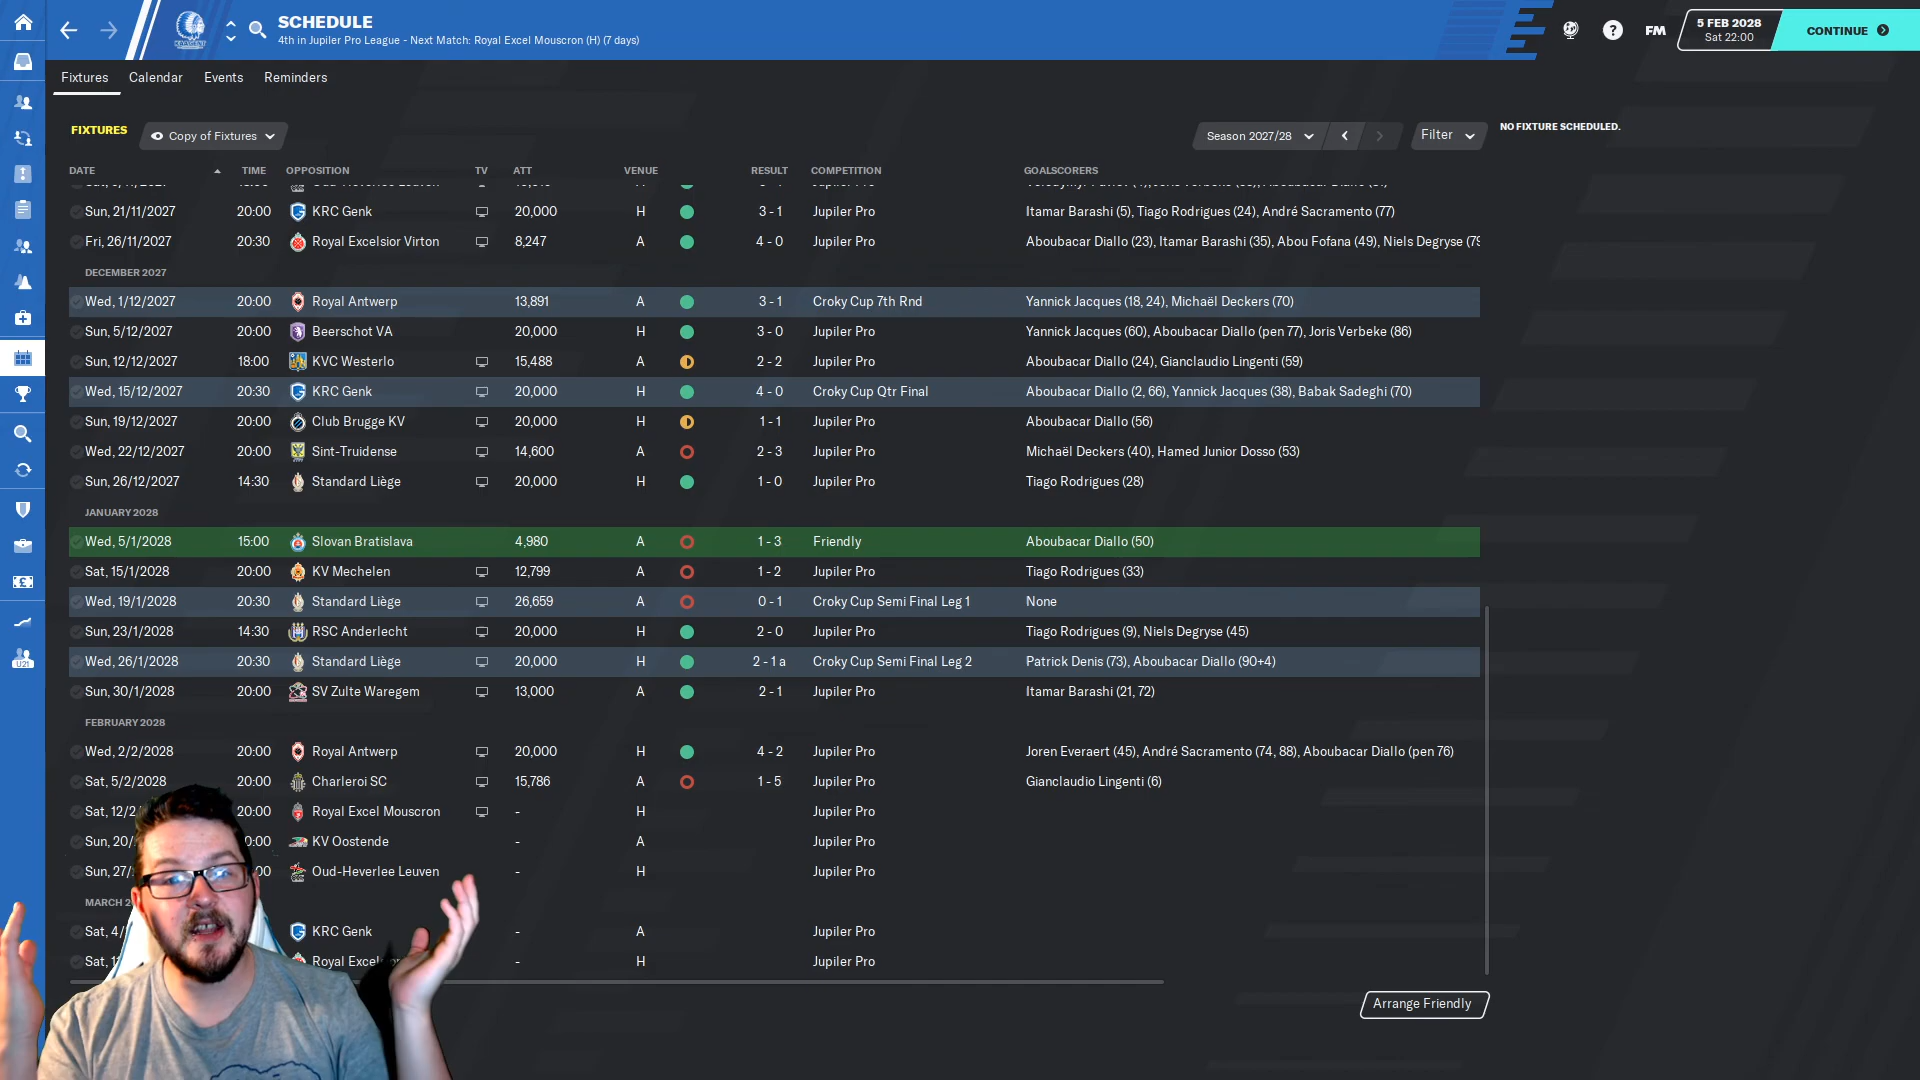 SCHEDULE
4th in Jupiler Pro League - Next Match: Royal Excel Mouscron (H) (7 days)
FM
5 FEB 2028
Sat 22:00
CONTINUE
Fixtures Calendar Events Reminders
FIXTURES Copy of Fixtures Season 2027/28 Filter NO FIXTURE SCHEDULED.
DATE TIME OPPOSITION TV ATT VENUE RESULT COMPETITION GOALSCORERS
Sun, 21/11/2027 20:00 KRC Genk 20,000 H 3 - 1 Jupiler Pro Itamar Barashi (5), Tiago Rodrigues (24), André Sacramento (77)
Fri, 26/11/2027 20:30 Royal Excelsior Virton 8,247 A 4 - 0 Jupiler Pro Aboubacar Diallo (23), Itamar Barashi (35), Abou Fofana (49), Niels Degryse (79
DECEMBER 2027
Wed, 1/12/2027 20:00 Royal Antwerp 13,891 A 3 - 1 Croky Cup 7th Rnd Yannick Jacques (18, 24), Michaël Deckers (70)
Sun, 5/12/2027 20:00 Beerschot VA 20,000 H 3 - 0 Jupiler Pro Yannick Jacques (60), Aboubacar Diallo (pen 77), Joris Verbeke (86)
Sun, 12/12/2027 18:00 KVC Westerlo 15,488 A 2 - 2 Jupiler Pro Aboubacar Diallo (24), Gianclaudio Lingenti (59)
Wed, 15/12/2027 20:30 KRC Genk 20,000 H 4 - 0 Croky Cup Qtr Final Aboubacar Diallo (2, 66), Yannick Jacques (38), Babak Sadeghi (70)
Sun, 19/12/2027 20:00 Club Brugge KV 20,000 H 1 - 1 Jupiler Pro Aboubacar Diallo (56)
Wed, 22/12/2027 20:00 Sint-Truidense 14,600 A 2 - 3 Jupiler Pro Michaël Deckers (40), Hamed Junior Dosso (53)
Sun, 26/12/2027 14:30 Standard Liège 20,000 H 1 - 0 Jupiler Pro Tiago Rodrigues (28)
JANUARY 2028
Wed, 5/1/2028 15:00 Slovan Bratislava 4,980 A 1 - 3 Friendly Aboubacar Diallo (50)
Sat, 15/1/2028 20:00 KV Mechelen 12,799 A 1 - 2 Jupiler Pro Tiago Rodrigues (33)
Wed, 19/1/2028 20:30 Standard Liège 26,659 A 0 - 1 Croky Cup Semi Final Leg 1 None
Sun, 23/1/2028 14:30 RSC Anderlecht 20,000 H 2 - 0 Jupiler Pro Tiago Rodrigues (9), Niels Degryse (45)
Wed, 26/1/2028 20:30 Standard Liège 20,000 H 2 - 1 a Croky Cup Semi Final Leg 2 Patrick Denis (73), Aboubacar Diallo (90+4)
Sun, 30/1/2028 20:00 SV Zulte Waregem 13,000 A 2 - 1 Jupiler Pro Itamar Barashi (21, 72)
FEBRUARY 2028
Wed, 2/2/2028 20:00 Royal Antwerp 20,000 H 4 - 2 Jupiler Pro Joren Everaert (45), André Sacramento (74, 88), Aboubacar Diallo (pen 76)
Sat, 5/2/2028 20:00 Charleroi SC 15,786 A 1 - 5 Jupiler Pro Gianclaudio Lingenti (6)
Sat, 12/2 20:00 Royal Excel Mouscron - H Jupiler Pro
Sun, 20/ 0:00 KV Oostende - A Jupiler Pro
Sun, 27/ 00 Oud-Heverlee Leuven - H Jupiler Pro
MARCH 2
Sat, 4/ KRC Genk - A Jupiler Pro
Sat, 1 Royal Excel - H Jupiler Pro
Arrange Friendly
U21